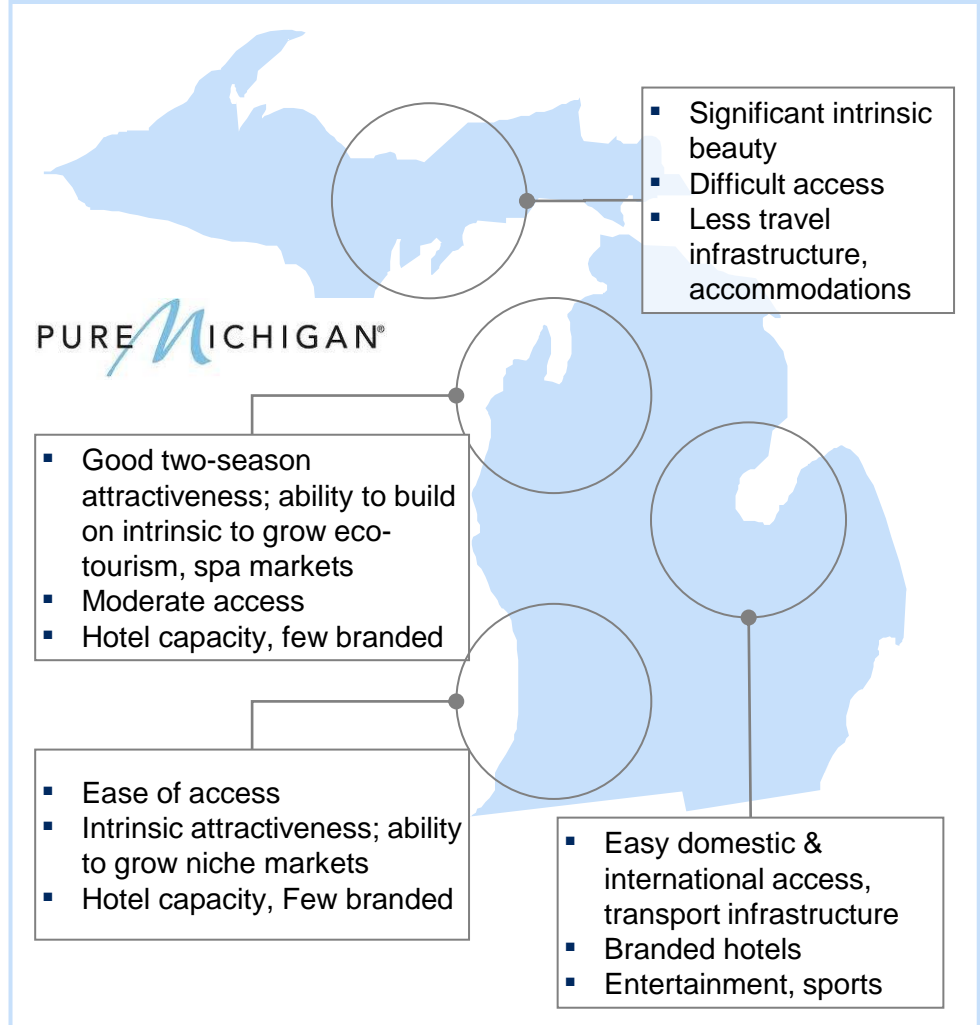 ▪ Significant intrinsic
beauty
▪ Difficult access
▪ Less travel
infrastructure,
accommodations
PURE MICHIGAN®
▪ Good two-season
attractiveness; ability to build
on intrinsic to grow eco-
tourism, spa markets
▪ Moderate access
▪ Hotel capacity, few branded
▪ Ease of access
▪ Intrinsic attractiveness; ability
to grow niche markets
▪ Hotel capacity, Few branded
▪ Easy domestic &
international access,
transport infrastructure
▪ Branded hotels
▪ Entertainment, sports